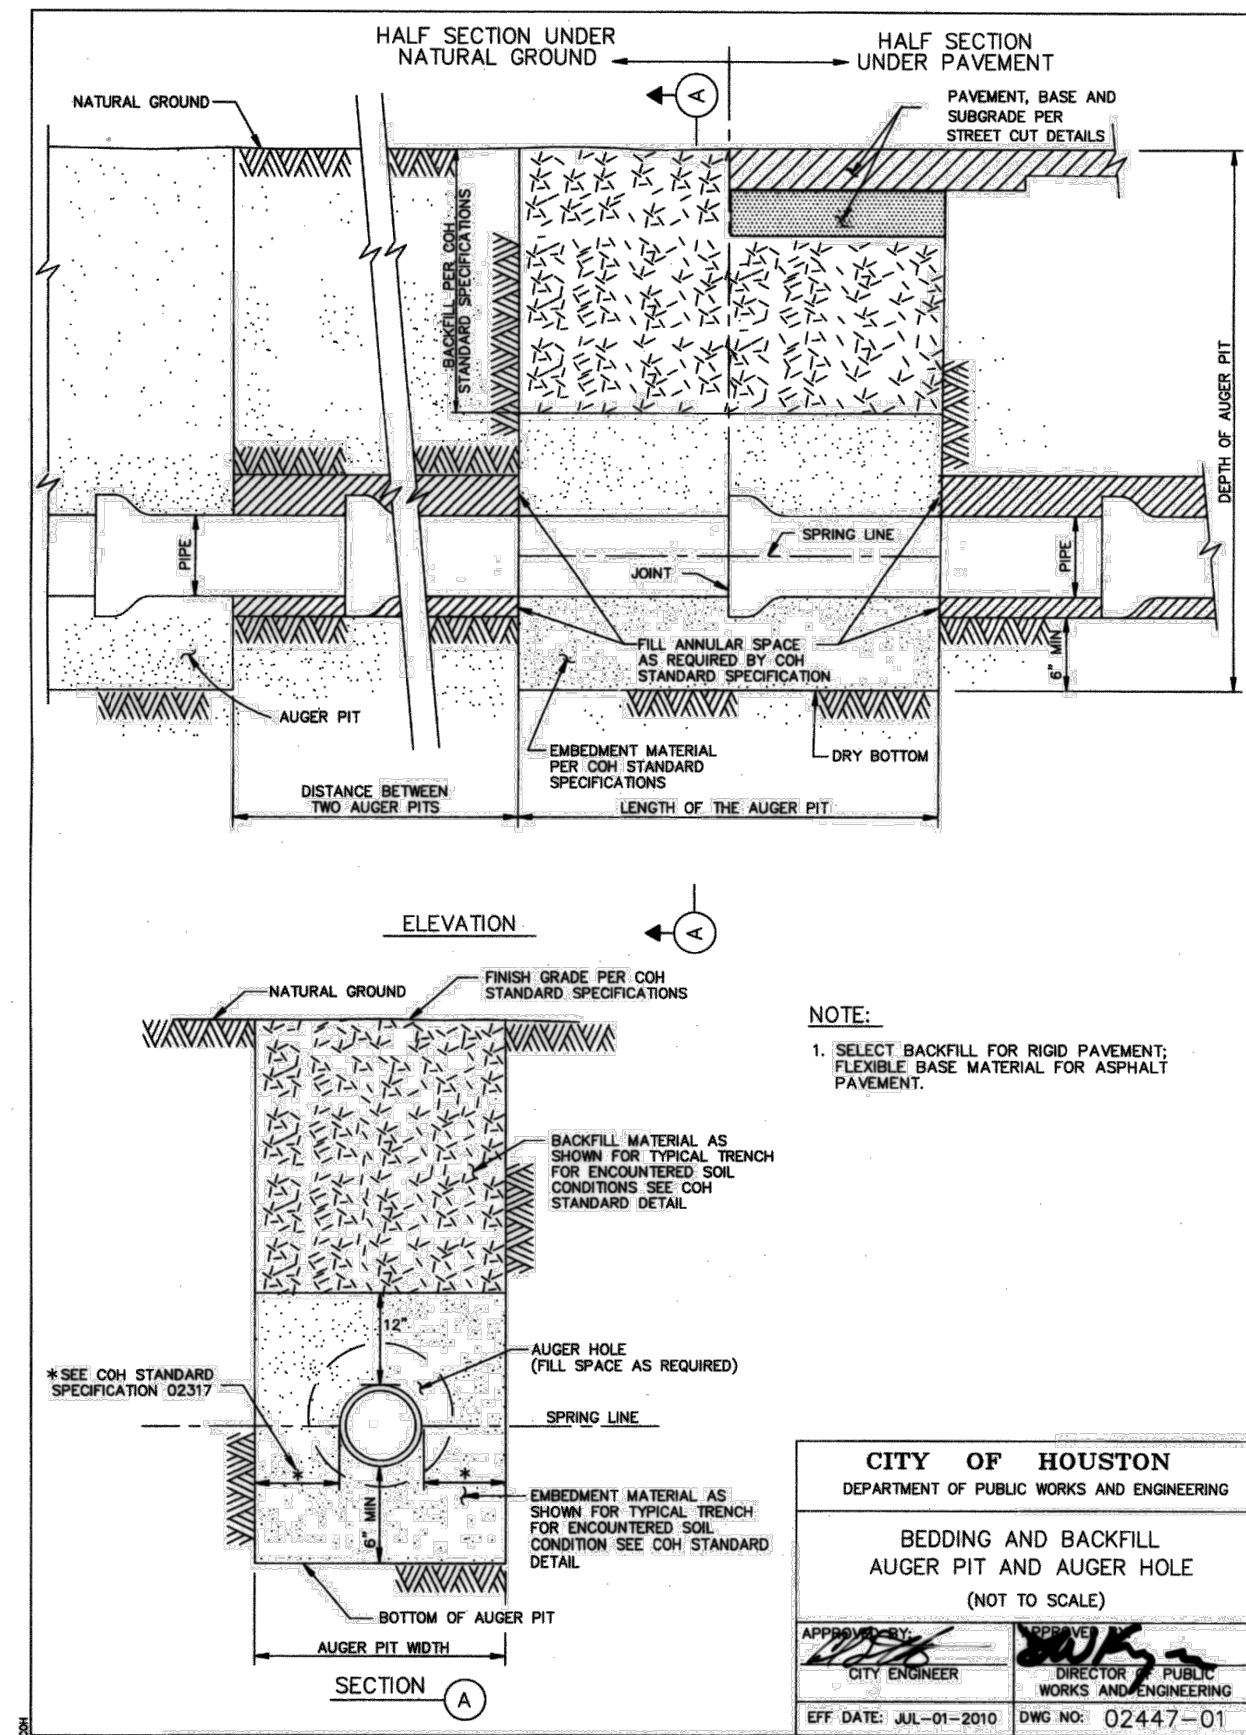 HALF SECTION UNDER
NATURAL GROUND
HALF SECTION
UNDER PAVEMENT
A
NATURAL GROUND
PAVEMENT, BASE AND
SUBGRADE PER
STREET CUT DETAILS
BACKFILL PER COH
STANDARD SPECIFICATIONS
DEPTH OF AUGER PIT
PIPE
SPRING LINE
JOINT
PIPE
FILL ANNULAR SPACE
AS REQUIRED BY COH
STANDARD SPECIFICATION
6" MIN
AUGER PIT
EMBEDMENT MATERIAL
PER COH STANDARD
SPECIFICATIONS
DRY BOTTOM
DISTANCE BETWEEN
TWO AUGER PITS
LENGTH OF THE AUGER PIT
ELEVATION
A
NATURAL GROUND
FINISH GRADE PER COH
STANDARD SPECIFICATIONS
NOTE:
1. SELECT BACKFILL FOR RIGID PAVEMENT;
FLEXIBLE BASE MATERIAL FOR ASPHALT
PAVEMENT.
BACKFILL MATERIAL AS
SHOWN FOR TYPICAL TRENCH
FOR ENCOUNTERED SOIL
CONDITIONS SEE COH
STANDARD DETAIL
12"
AUGER HOLE
(FILL SPACE AS REQUIRED)
*SEE COH STANDARD
SPECIFICATION 02317
SPRING LINE
*
*
6" MIN
EMBEDMENT MATERIAL AS
SHOWN FOR TYPICAL TRENCH
FOR ENCOUNTERED SOIL
CONDITION SEE COH STANDARD
DETAIL
BOTTOM OF AUGER PIT
AUGER PIT WIDTH
SECTION A
CITY OF HOUSTON
DEPARTMENT OF PUBLIC WORKS AND ENGINEERING
BEDDING AND BACKFILL
AUGER PIT AND AUGER HOLE
(NOT TO SCALE)
APPROVED BY:
CITY ENGINEER
APPROVED BY:
DIRECTOR OF PUBLIC
WORKS AND ENGINEERING
EFF DATE: JUL-01-2010
DWG NO: 02447-01
COH